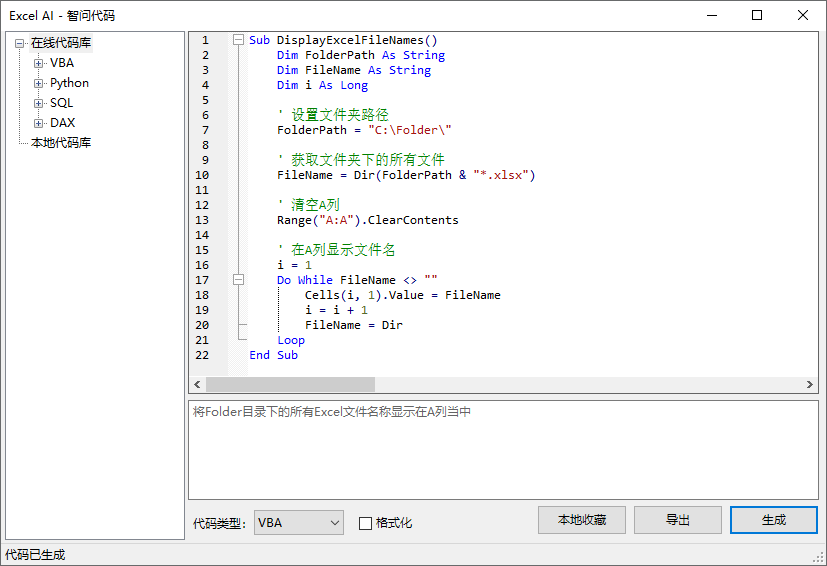 Excel AI - 智问代码
在线代码库
VBA
Python
SQL
DAX
本地代码库
1 Sub DisplayExcelFileNames()
2 Dim FolderPath As String
3 Dim FileName As String
4 Dim i As Long
5
6 ' 设置文件夹路径
7 FolderPath = "C:\Folder\"
8
9 ' 获取文件夹下的所有文件
10 FileName = Dir(FolderPath & "*.xlsx")
11
12 ' 清空A列
13 Range("A:A").ClearContents
14
15 ' 在A列显示文件名
16 i = 1
17 Do While FileName <> ""
18 Cells(i, 1).Value = FileName
19 i = i + 1
20 FileName = Dir
21 Loop
22 End Sub
将Folder目录下的所有Excel文件名称显示在A列当中
代码类型: VBA 格式化 本地收藏 导出 生成
代码已生成